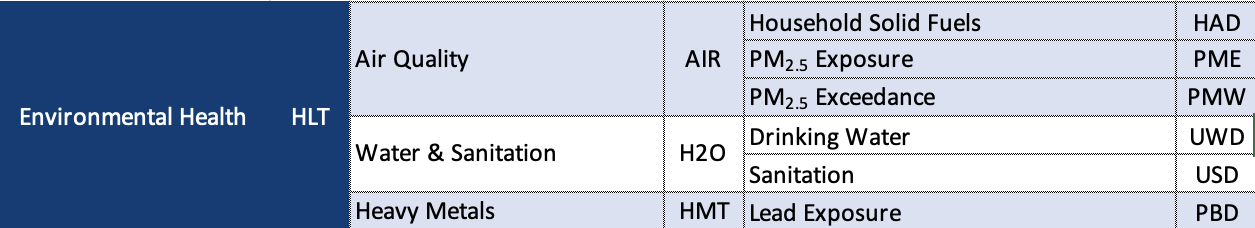 Environmental Health HLT
Air Quality AIR
Household Solid Fuels HAD
PM2.5 Exposure PME
PM2.5 Exceedance PMW
Water & Sanitation H2O
Drinking Water UWD
Sanitation USD
Heavy Metals HMT
Lead Exposure PBD